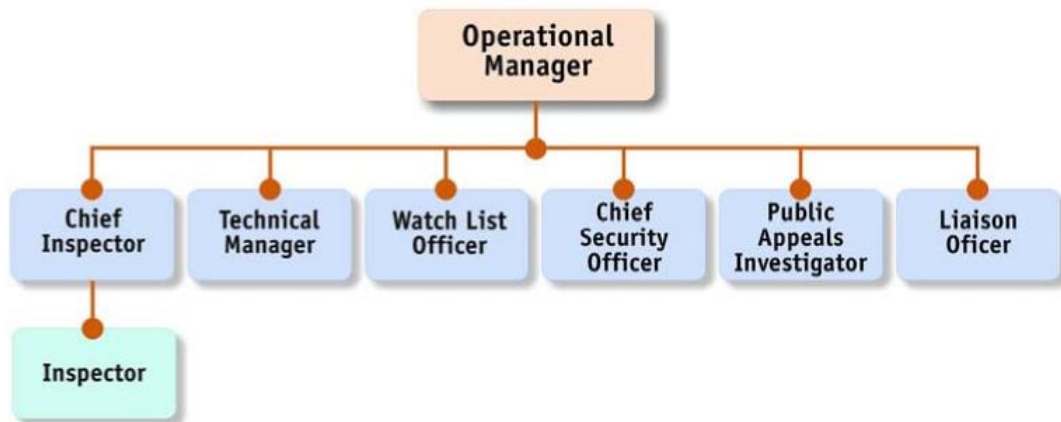 Operational
Manager
Chief
Inspector
Technical
Manager
Watch List
Officer
Chief
Security
Officer
Public
Appeals
Investigator
Liaison
Oficer
Inspector